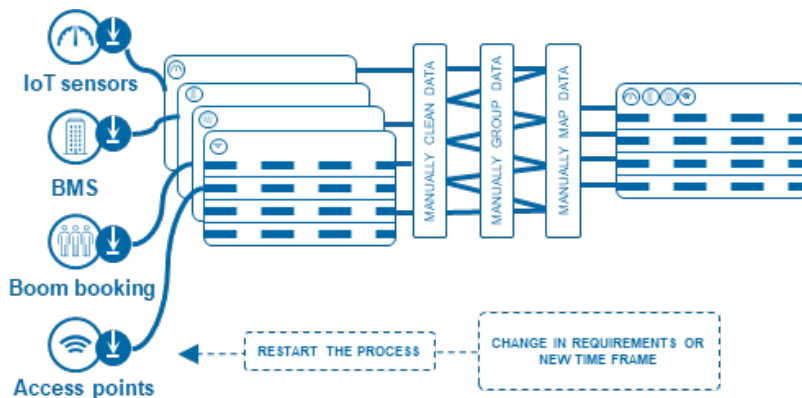 IoT sensors
BMS
Boom booking
Access points
MANUALLY CLEAN DATA
MANUALLY GROUP DATA
MANUALLY MAP DATA
RESTART THE PROCESS
CHANGE IN REQUIREMENTS OR
NEW TIME FRAME